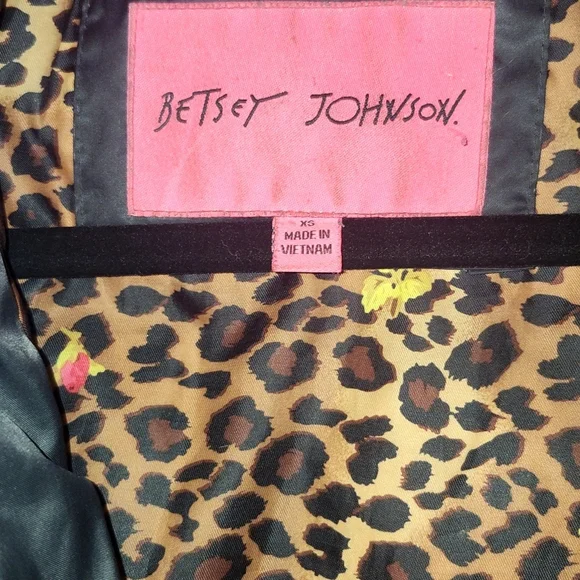 BETSEY JOHNSON.
XS
MADE IN
VIETNAM